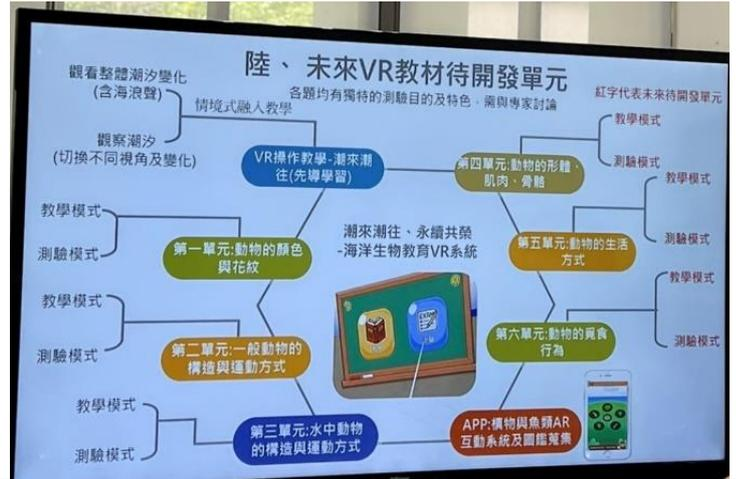 陸、 未來VR教材待開發單元
各題均有獨特的測驗目的及特色，需與專家討論
紅字代表未來待開發單元
觀看整體潮汐變化
(含海浪聲)
情境式融入教學
觀察潮汐
(切換不同視角及變化)
VR操作教學-潮來潮
往(先導學習)
教學模式
測驗模式
第一單元:動物的顏色
與花紋
教學模式
測驗模式
第二單元:一般動物的
構造與運動方式
教學模式
測驗模式
第三單元:水中動物
的構造與運動方式
潮來潮往、永續共榮
-海洋生物教育VR系統
EXAM
第四單元:動物的形體、
肌肉、骨骼
教學模式
測驗模式
第五單元:動物的生活
方式
教學模式
測驗模式
第六單元:動物的覓食
行為
教學模式
測驗模式
APP:構物與魚類AR
互動系統及圖鑑蒐集